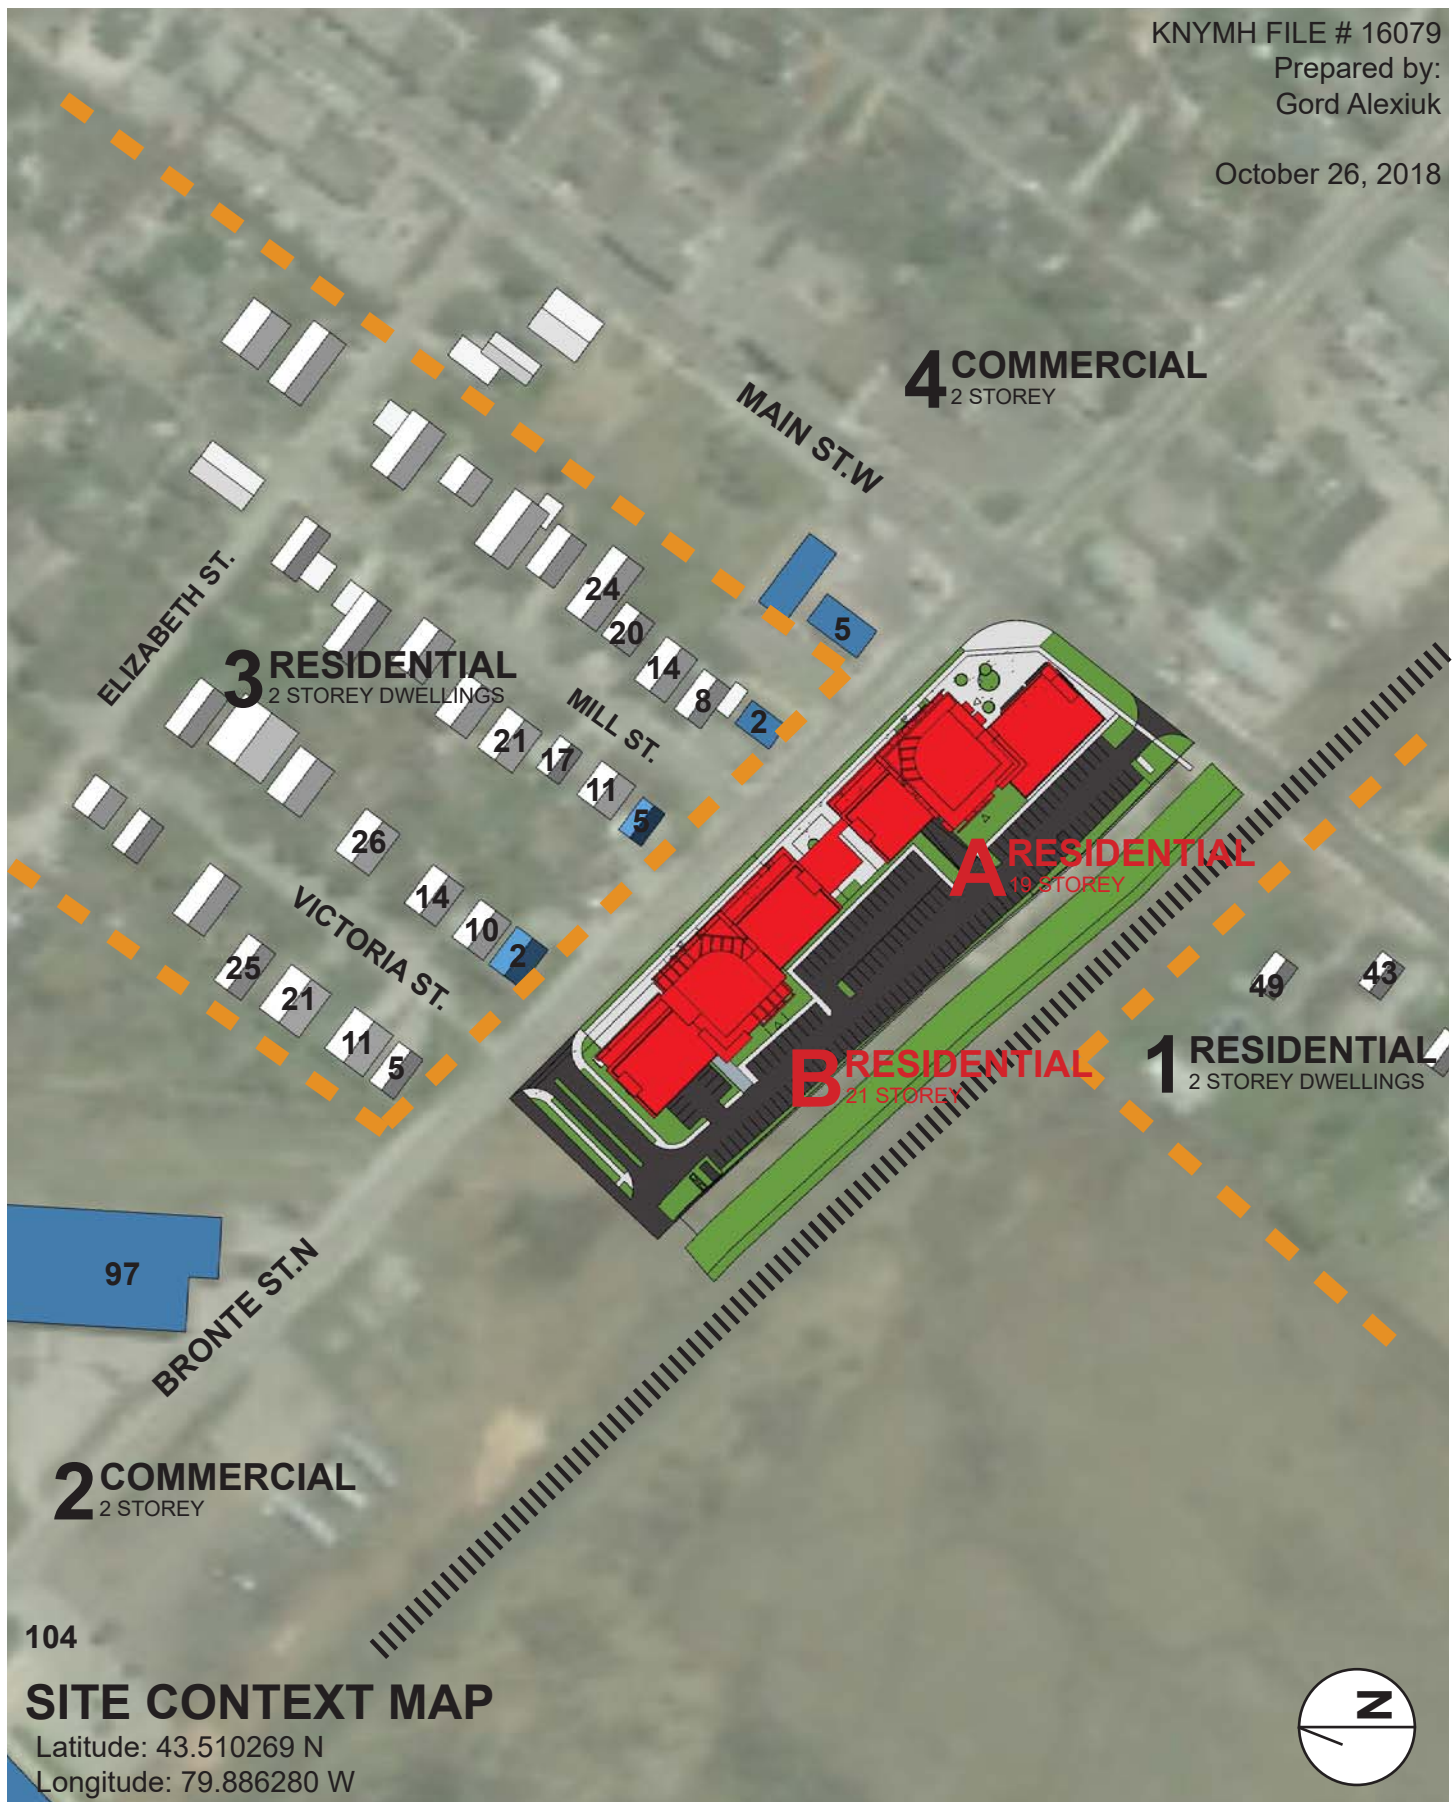 KNYMH FILE # 16079
Prepared by:
Gord Alexiuk
October 26, 2018
4 COMMERCIAL
2 STOREY
MAIN ST.W
ELIZABETH ST.
24
20
14
8
2
5
3 RESIDENTIAL
2 STOREY DWELLINGS
MILL ST.
21
17
11
5
26
14
10
2
VICTORIA ST.
25
21
11
5
A RESIDENTIAL
19 STOREY
B RESIDENTIAL
21 STOREY
49
43
1 RESIDENTIAL
2 STOREY DWELLINGS
97
BRONTE ST.N
2 COMMERCIAL
2 STOREY
104
SITE CONTEXT MAP
Latitude: 43.510269 N
Longitude: 79.886280 W
N